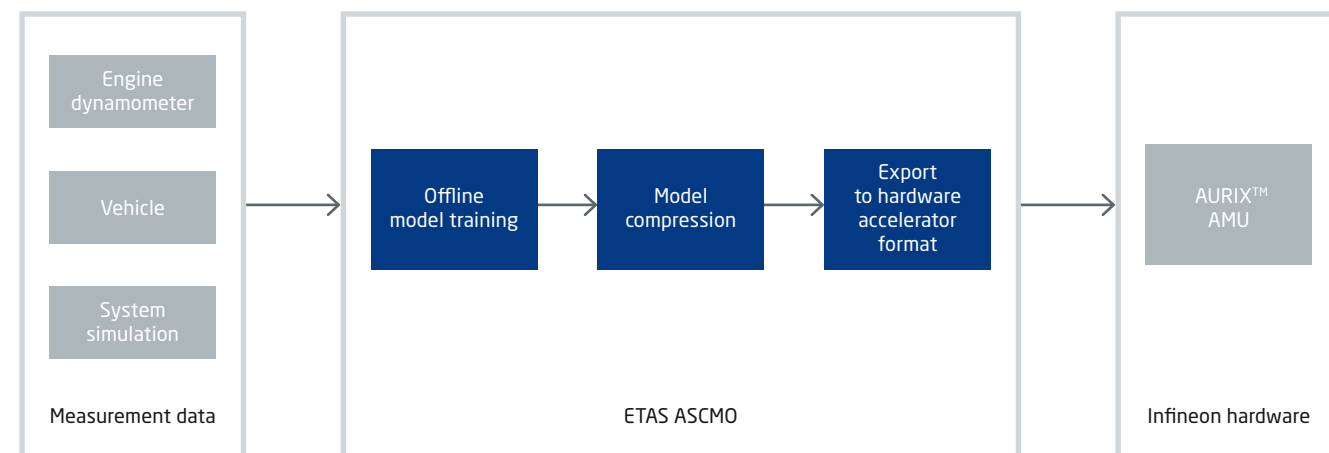 Engine
dynamometer
Vehicle
System
simulation
Measurement data
Offline
model training
Model
compression
Export
to hardware
accelerator
format
ETAS ASCMO
AURIX™
AMU
Infineon hardware